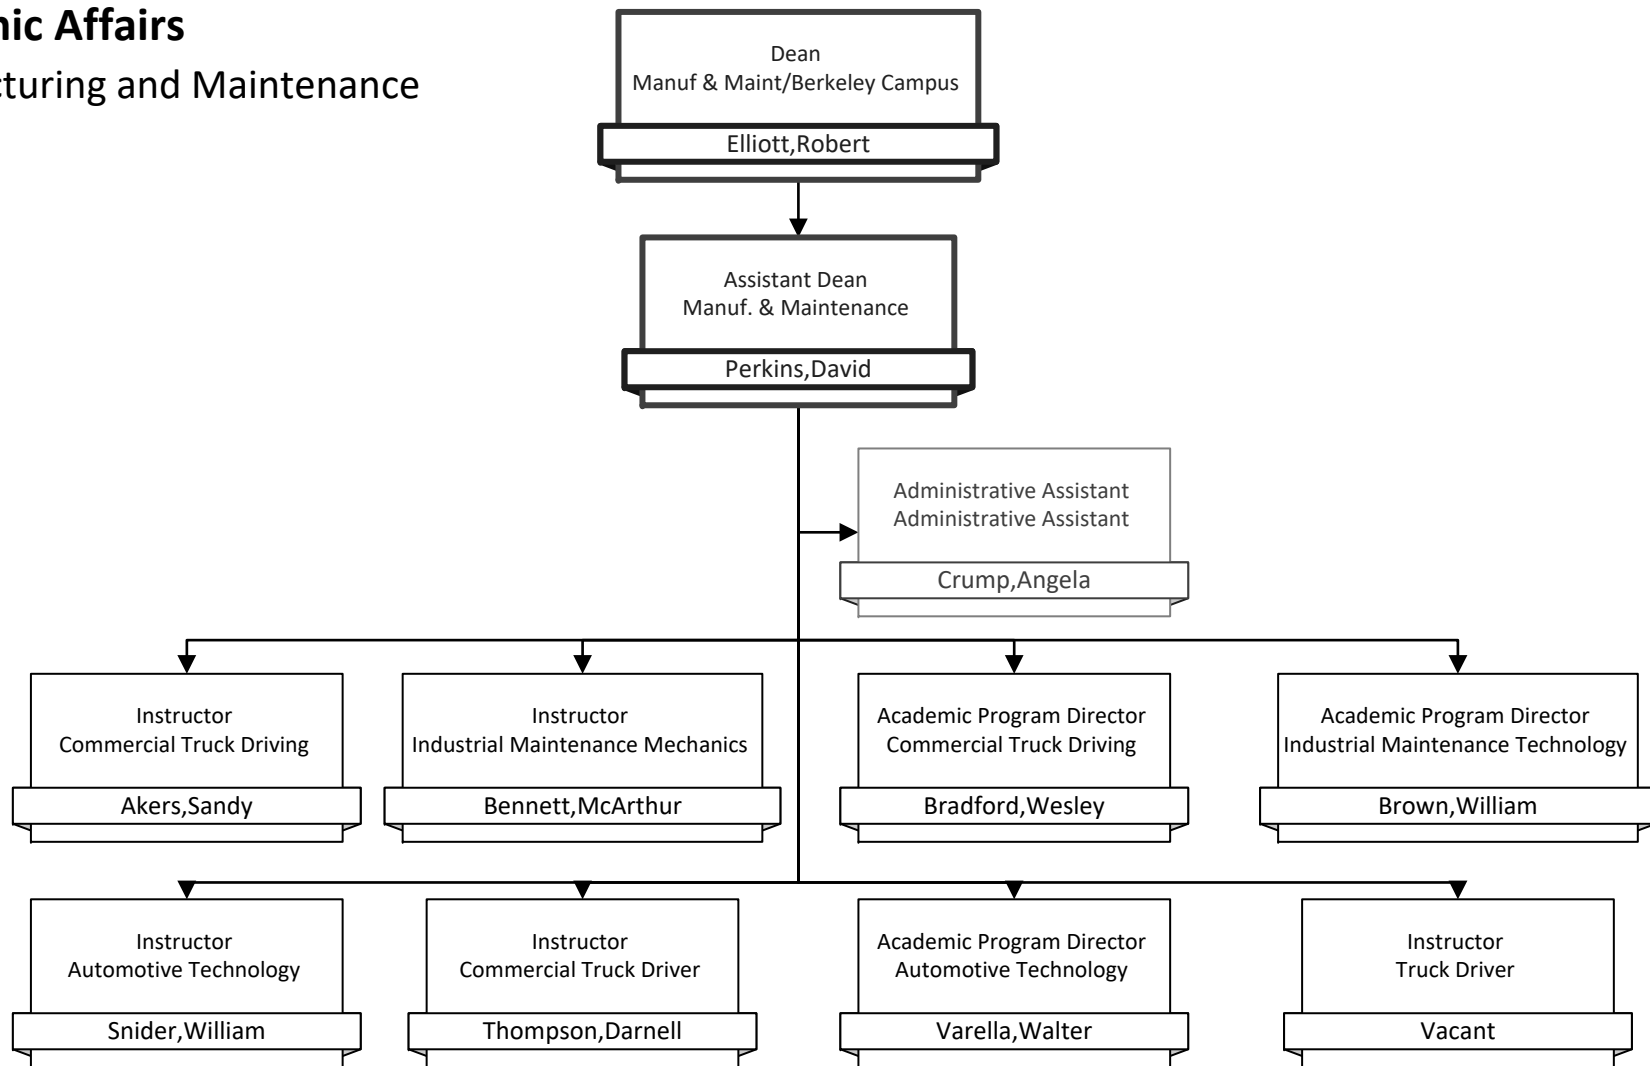 nic Affairs
cturing and Maintenance
Dean
Manuf & Maint/Berkeley Campus
Elliott,Robert
Assistant Dean
Manuf. & Maintenance
Perkins,David
Administrative Assistant
Administrative Assistant
Crump,Angela
Instructor
Commercial Truck Driving
Akers,Sandy
Instructor
Industrial Maintenance Mechanics
Bennett,McArthur
Academic Program Director
Commercial Truck Driving
Bradford,Wesley
Academic Program Director
Industrial Maintenance Technology
Brown,William
Instructor
Automotive Technology
Snider,William
Instructor
Commercial Truck Driver
Thompson,Darnell
Academic Program Director
Automotive Technology
Varella,Walter
Instructor
Truck Driver
Vacant